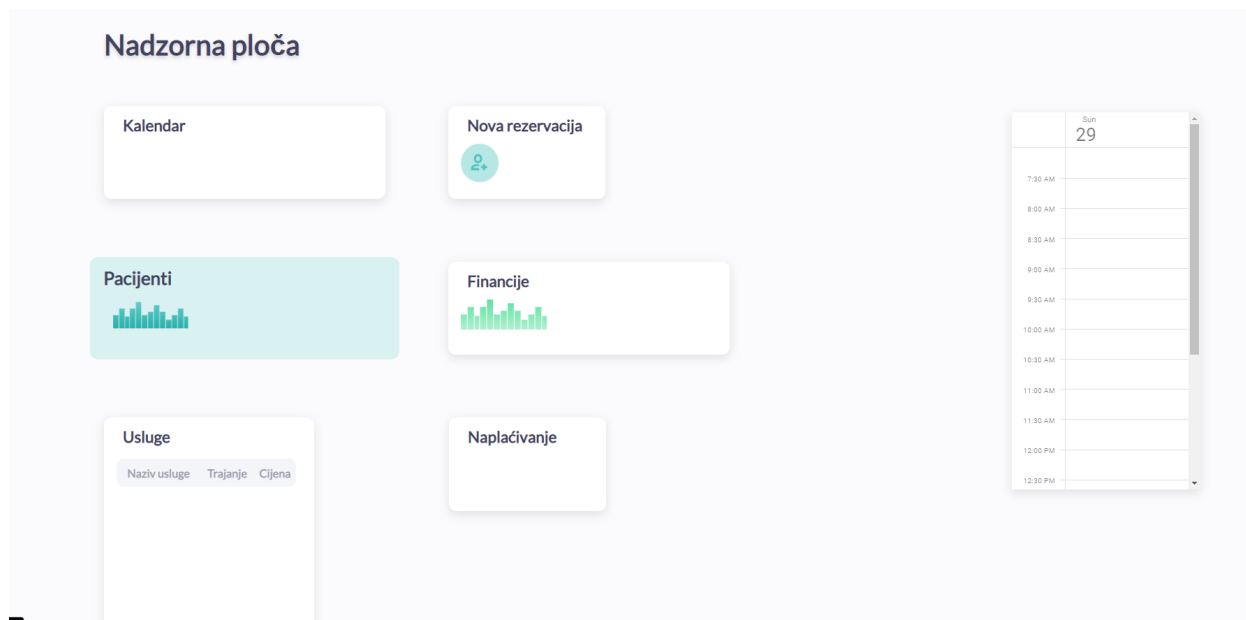 Nadzorna ploča
Kalendar
Nova rezervacija
Pacijenti
Financije
Usluge
Naziv usluge Trajanje Cijena
Naplaćivanje
Sun
29
7:30 AM
8:00 AM
8:30 AM
9:00 AM
9:30 AM
10:00 AM
10:30 AM
11:00 AM
11:30 AM
12:00 PM
12:30 PM